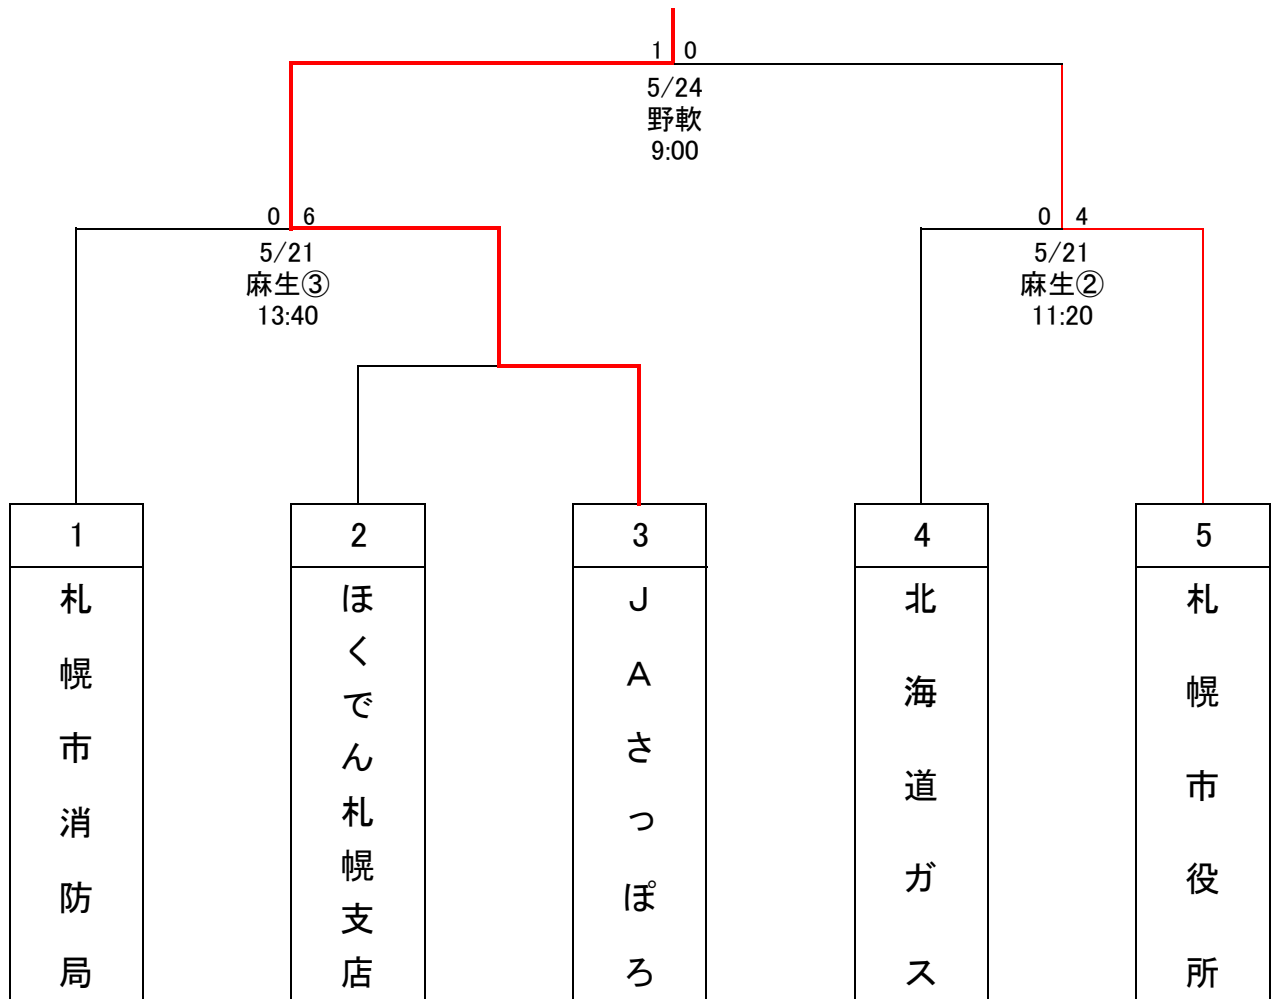 1 0
5/24
野軟
9:00
0 6
5/21
麻生③
13:40
0 4
5/21
麻生②
11:20
1
札幌市消防局
2
ほくでん札幌支店
3
ＪＡさっぽろ
4
北海道ガス
5
札幌市役所